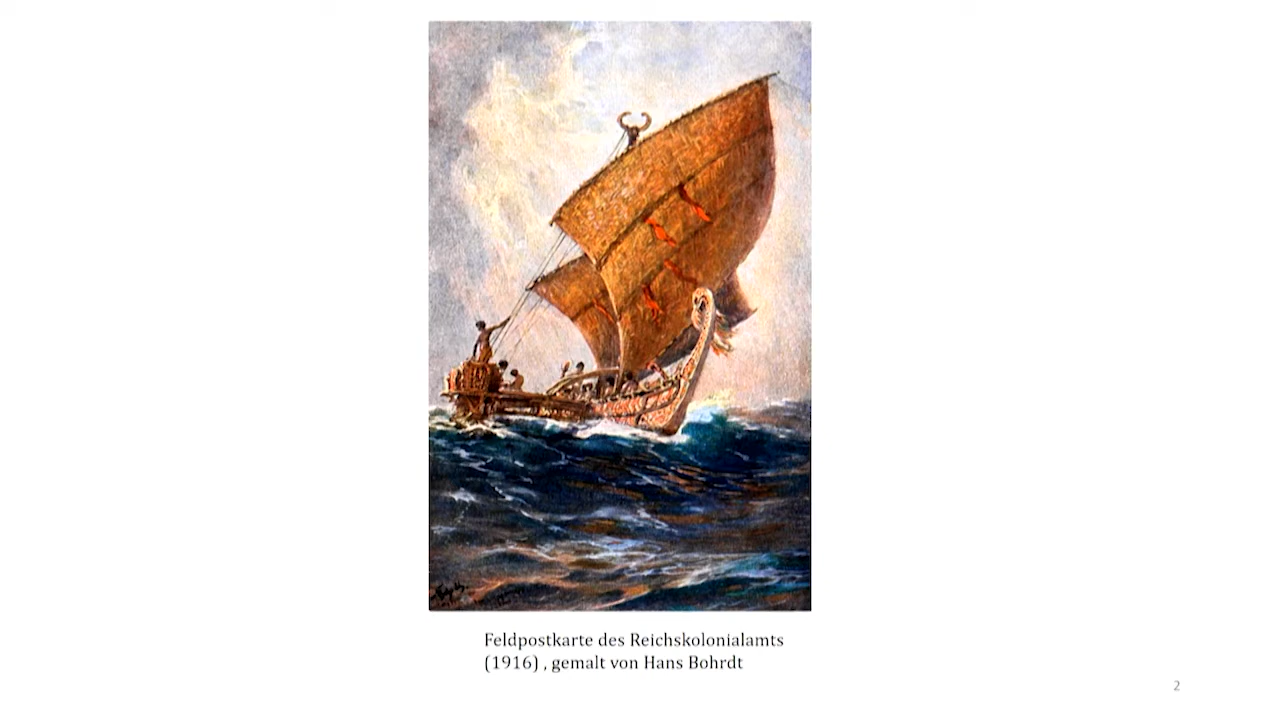 Feldpostkarte des Reichskolonialamts
(1916) , gemalt von Hans Bohrdt
2